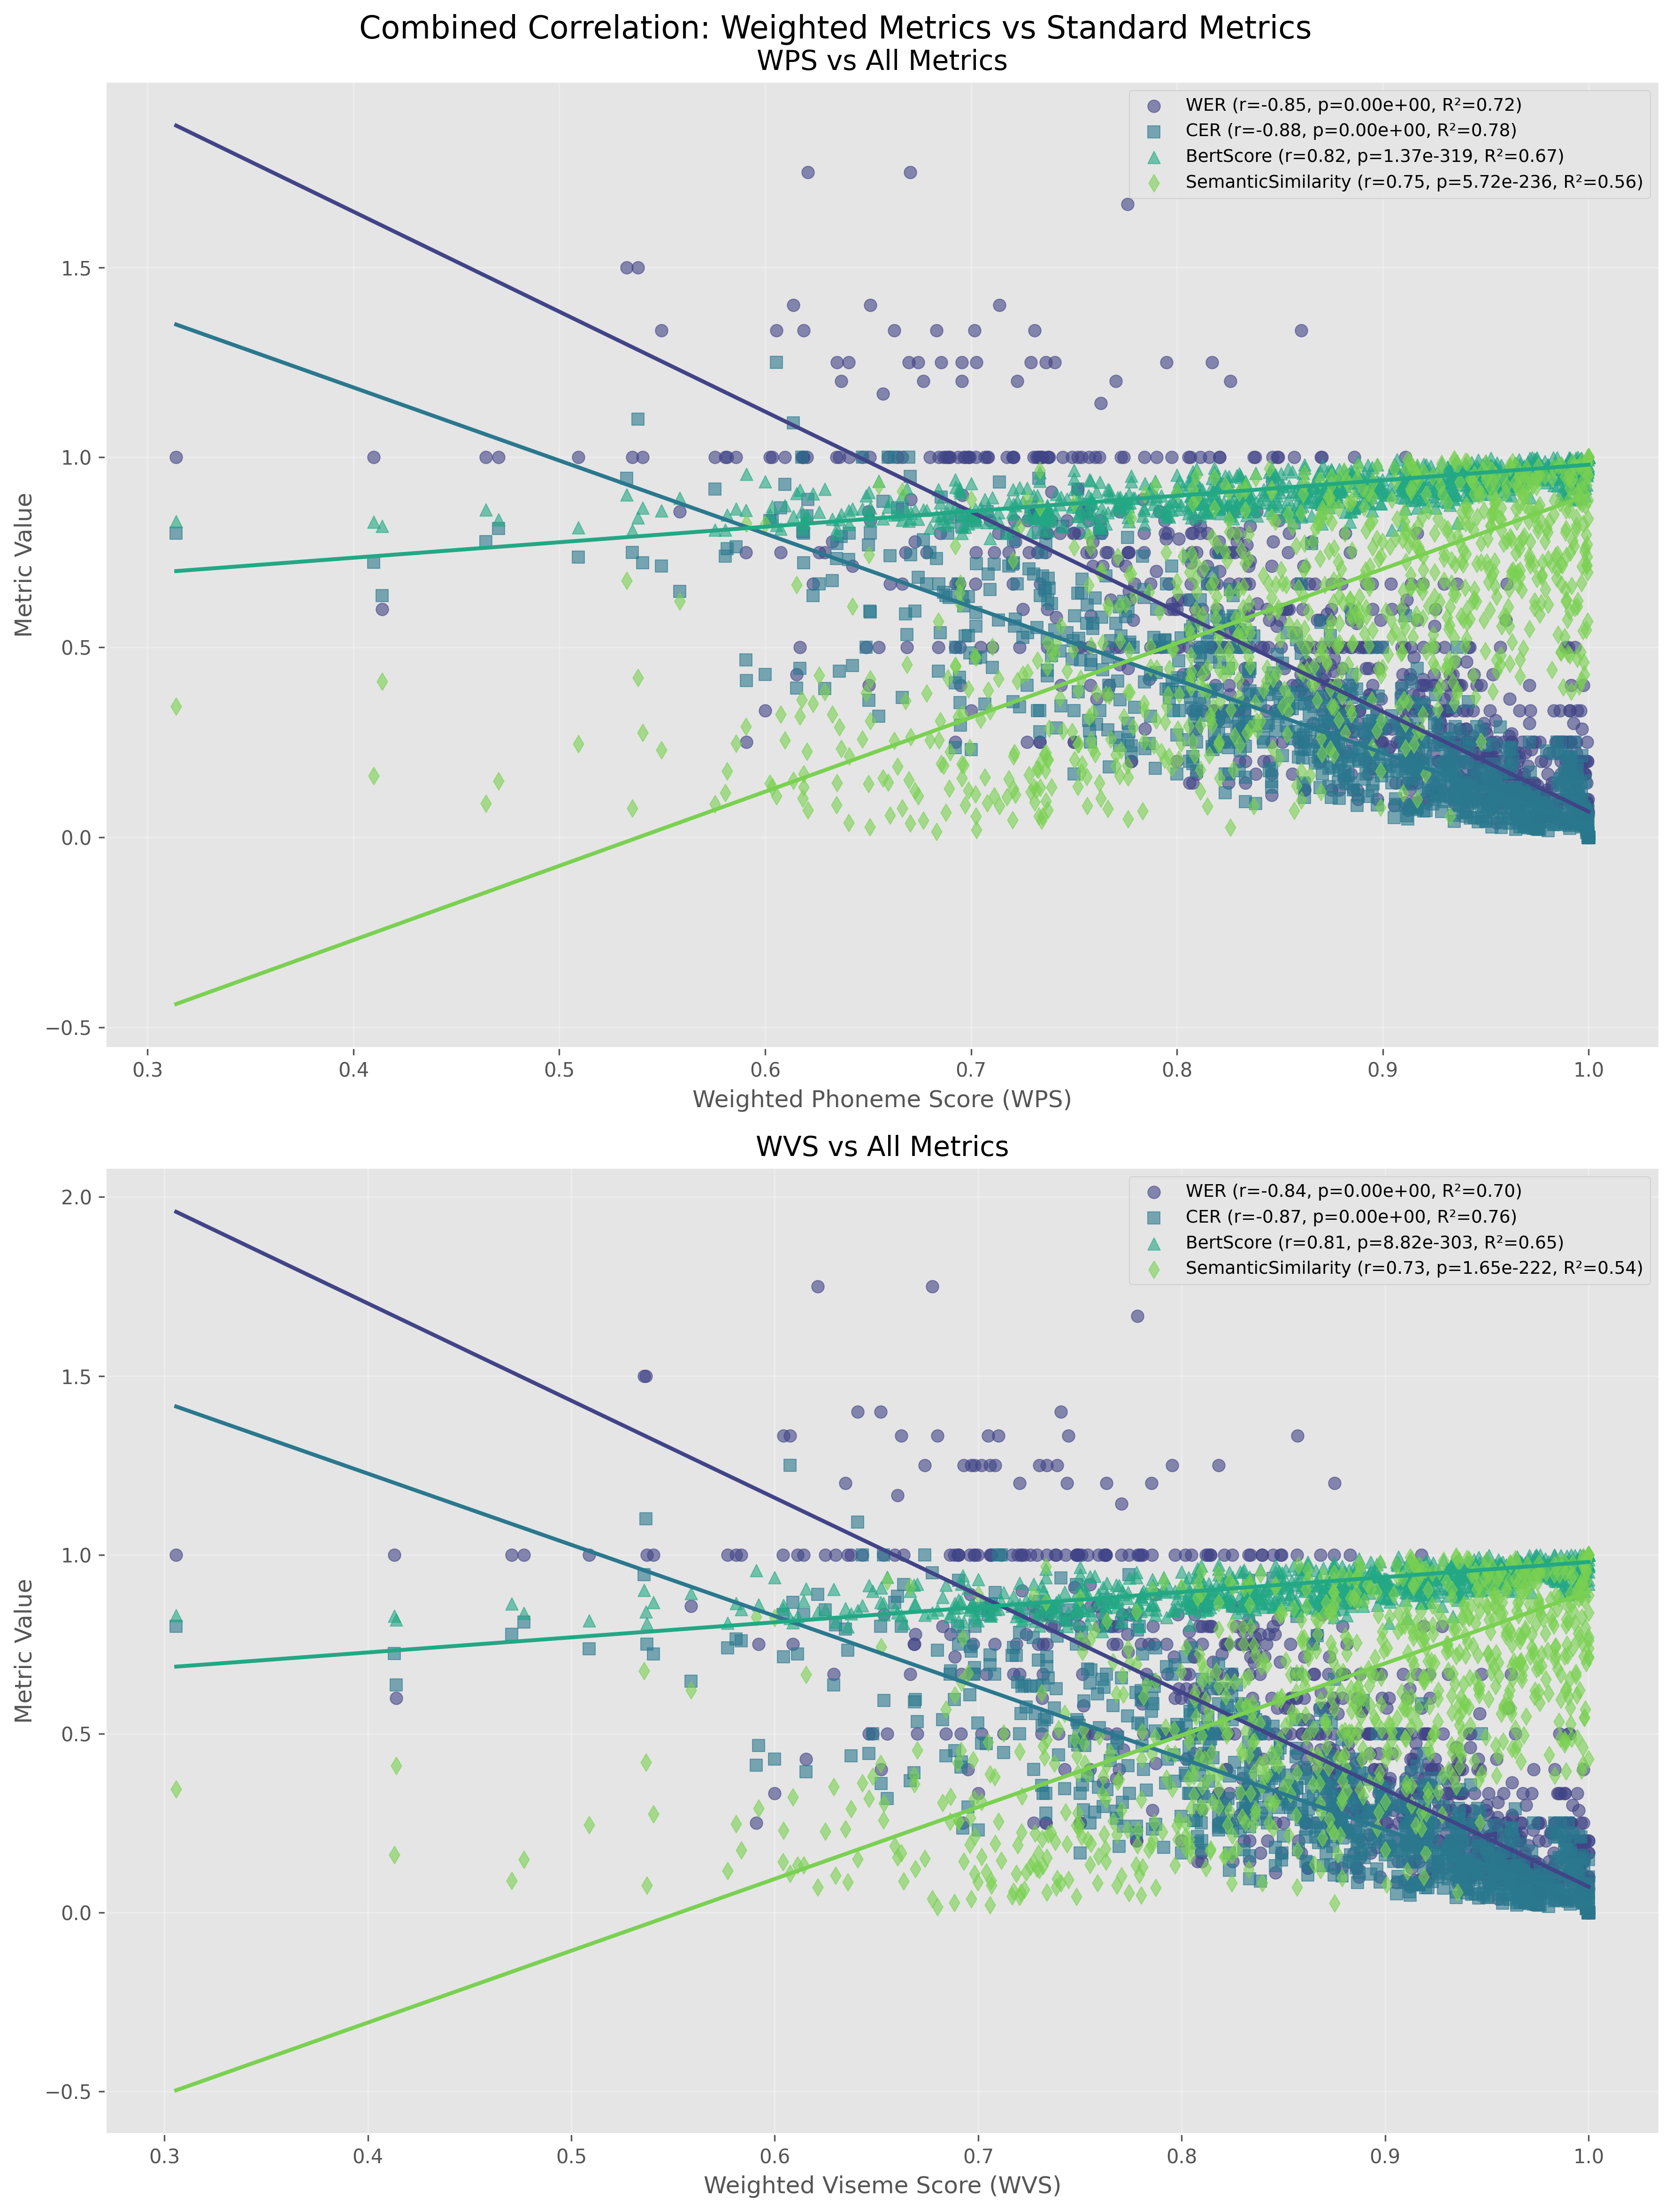 Combined Correlation: Weighted Metrics vs Standard Metrics
WPS vs All Metrics
WER (r=-0.85, p=0.00e+00, R²=0.72)
CER (r=-0.88, p=0.00e+00, R²=0.78)
BertScore (r=0.82, p=1.37e-319, R²=0.67)
SemanticSimilarity (r=0.75, p=5.72e-236, R²=0.56)
Metric Value
1.5
1.0
0.5
0.0
−0.5
0.3 0.4 0.5 0.6 0.7 0.8 0.9 1.0
Weighted Phoneme Score (WPS)
WVS vs All Metrics
WER (r=-0.84, p=0.00e+00, R²=0.70)
CER (r=-0.87, p=0.00e+00, R²=0.76)
BertScore (r=0.81, p=8.82e-303, R²=0.65)
SemanticSimilarity (r=0.73, p=1.65e-222, R²=0.54)
Metric Value
2.0
1.5
1.0
0.5
0.0
−0.5
0.3 0.4 0.5 0.6 0.7 0.8 0.9 1.0
Weighted Viseme Score (WVS)